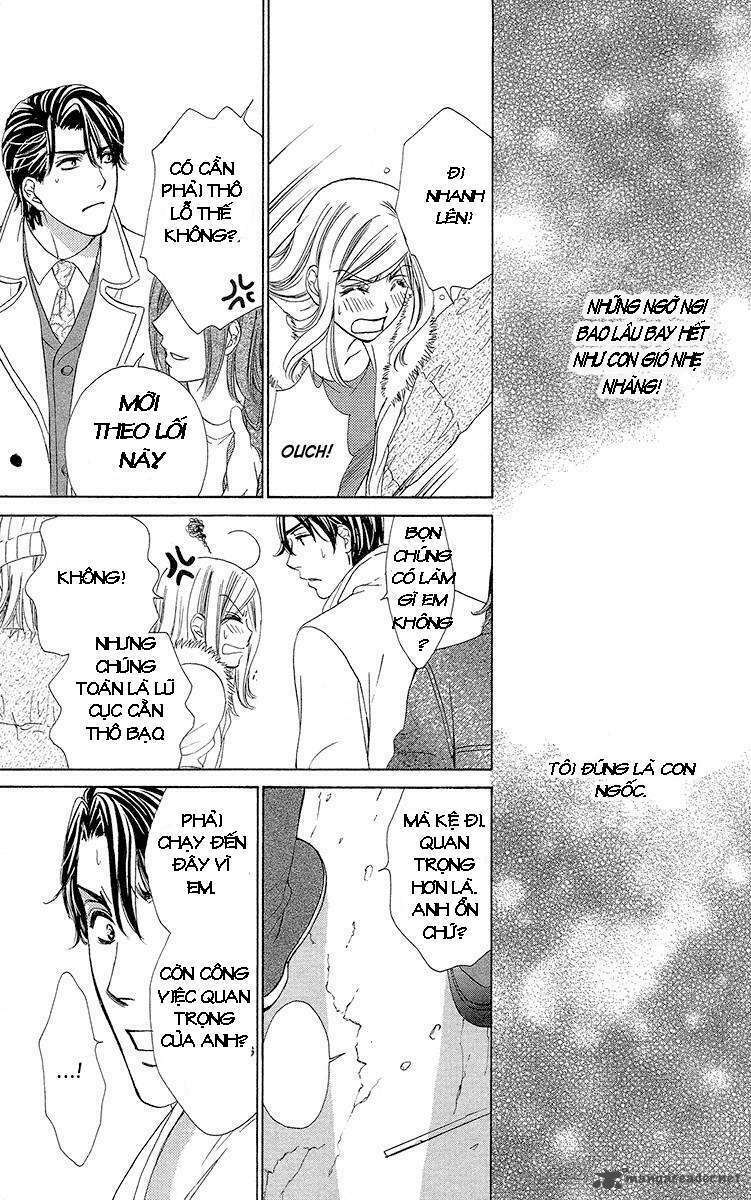 NHỮNG NGỜ NGI
BAO LÂU BAY HẾT
NHƯ CON GIÓ NHẸ
NHÀNG!
TÔI ĐÚNG LÀ CON
NGỐC.
ĐI
NHANH
LÊN!
OUCH!
CÓ CẦN
PHẢI THÔ
LỖ THẾ
KHÔNG?
MỜI
THEO LỐI
NÀY
BỌN
CHÚNG
CÓ LÀM
GÌ EM
KHÔNG
?
KHÔNG!
NHƯNG
CHÚNG
TOÀN LÀ LŨ
CỤC CẰN
THÔ BẠO.
MÀ KỆ ĐI.
QUAN
TRỌNG
HƠN LÀ.
ANH ỔN
CHỨ?
PHẢI
CHẠY ĐẾN
ĐÂY VÌ
EM.
CÒN CÔNG
VIỆC QUAN
TRỌNG
CỦA ANH?
...!
mangareader.net